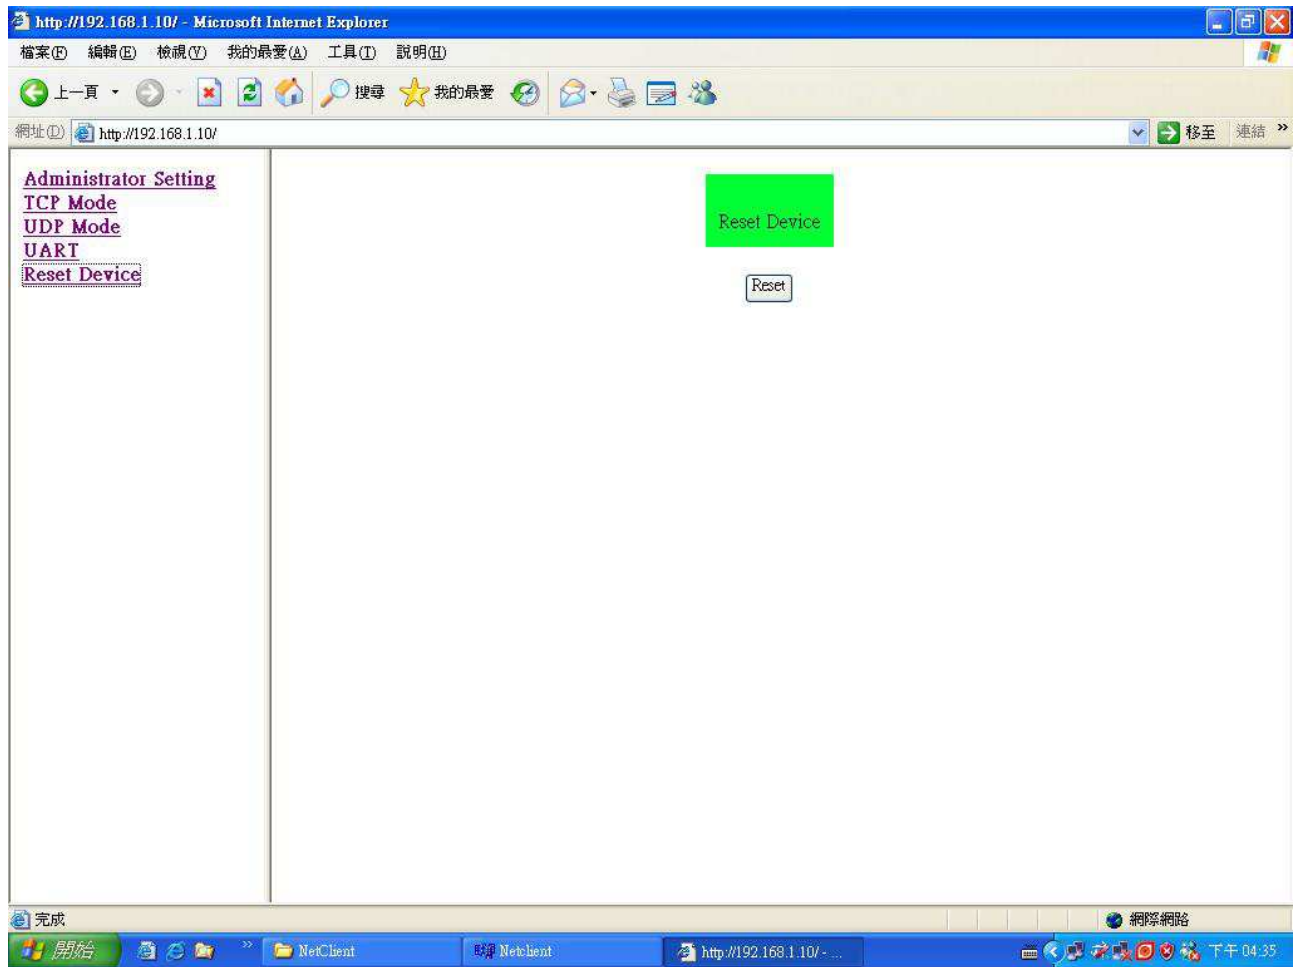 http://192.168.1.10/ - Microsoft Internet Explorer
檔案(F) 編輯(E) 檢視(V) 我的最愛(A) 工具(T) 說明(H)
上一頁 搜尋 我的最愛
網址(D) http://192.168.1.10/ 移至 連結 »
Administrator Setting
TCP Mode
UDP Mode
UART
Reset Device
Reset Device
Reset
完成 網際網路
開始 » NetClient Netclient http://192.168.1.10/ - ... 下午 04:35